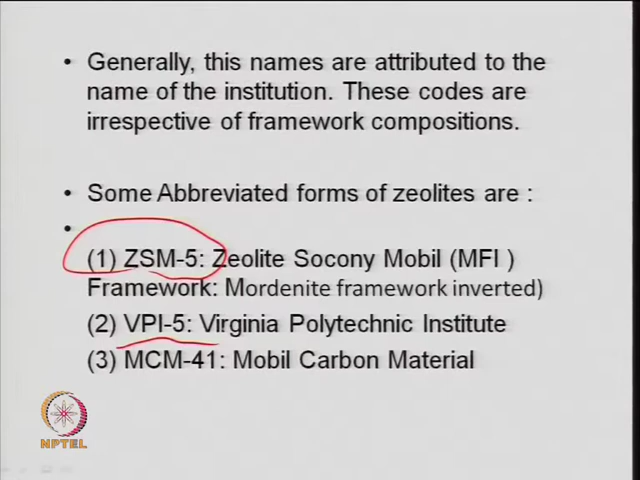 • Generally, this names are attributed to the
name of the institution. These codes are
irrespective of framework compositions.
• Some Abbreviated forms of zeolites are :
•
(1) ZSM-5: Zeolite Socony Mobil (MFI )
Framework: Mordenite framework inverted)
(2) VPI-5: Virginia Polytechnic Institute
(3) MCM-41: Mobil Carbon Material
NPTEL